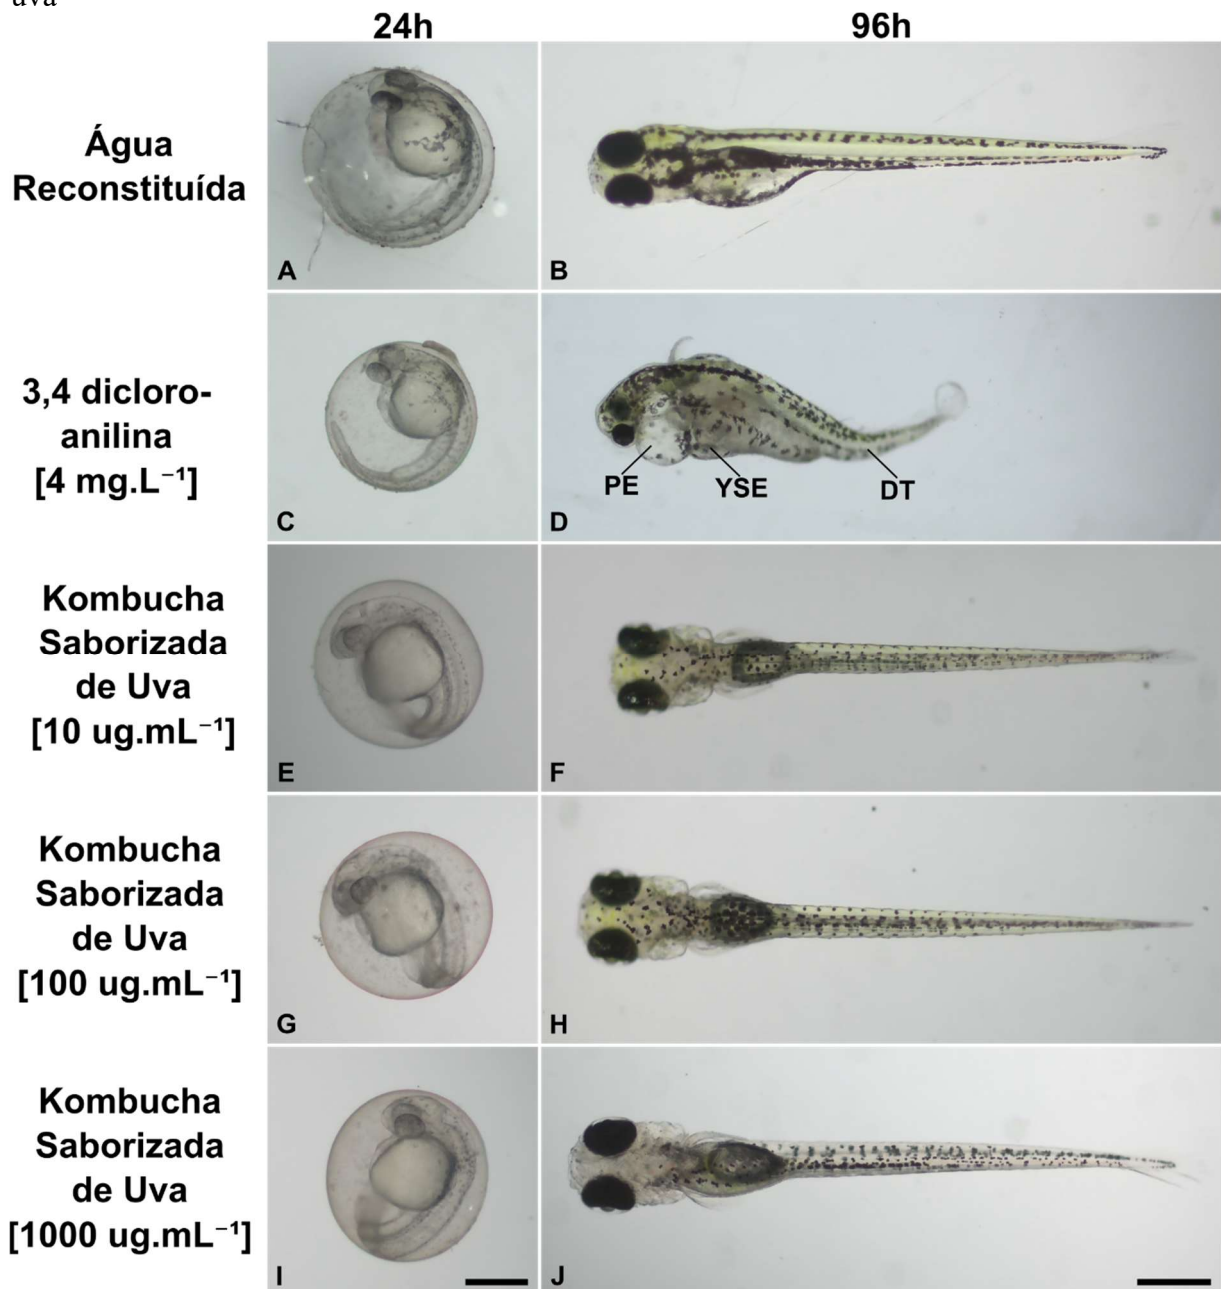 uva
24h
96h
Água
Reconstituída
A
B
3,4 dicloro-
anilina
[4 mg.L⁻¹]
PE
YSE
DT
C
D
Kombucha
Saborizada
de Uva
[10 ug.mL⁻¹]
E
F
Kombucha
Saborizada
de Uva
[100 ug.mL⁻¹]
G
H
Kombucha
Saborizada
de Uva
[1000 ug.mL⁻¹]
I
J